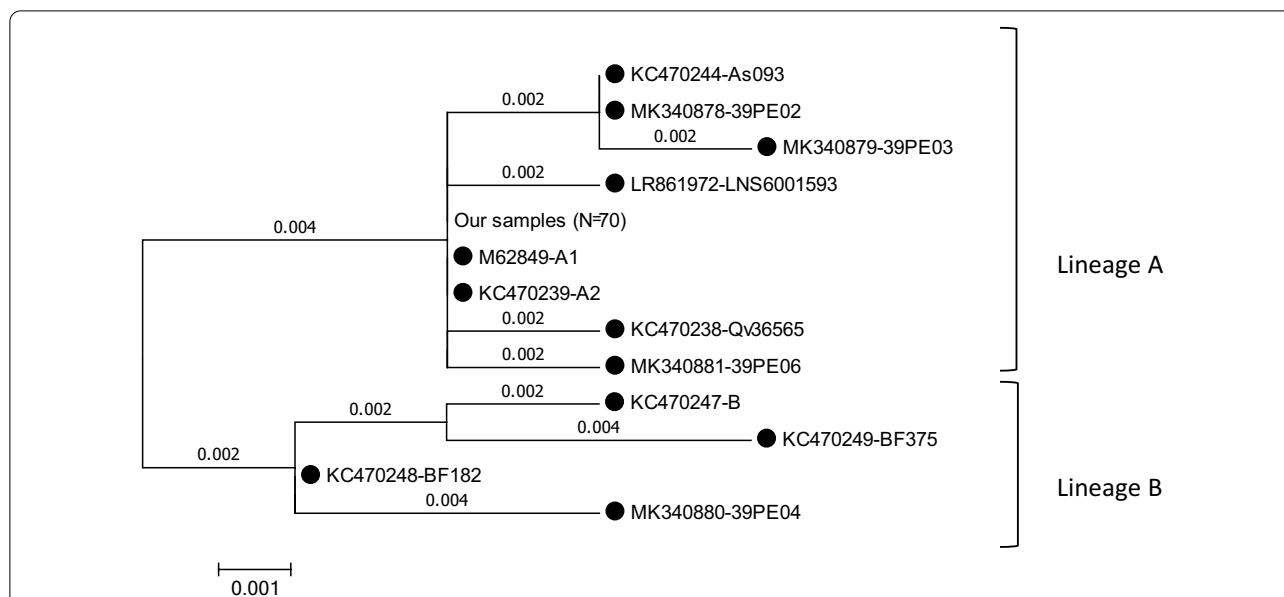 KC470244-As093
0.002
MK340878-39PE02
0.002
MK340879-39PE03
0.002
LR861972-LNS6001593
Our samples (N=70)
0.004
M62849-A1
Lineage A
KC470239-A2
0.002
KC470238-Qv36565
0.002
MK340881-39PE06
0.002
KC470247-B
0.002
0.004
KC470249-BF375
0.002
KC470248-BF182
Lineage B
0.004
MK340880-39PE04
0.001